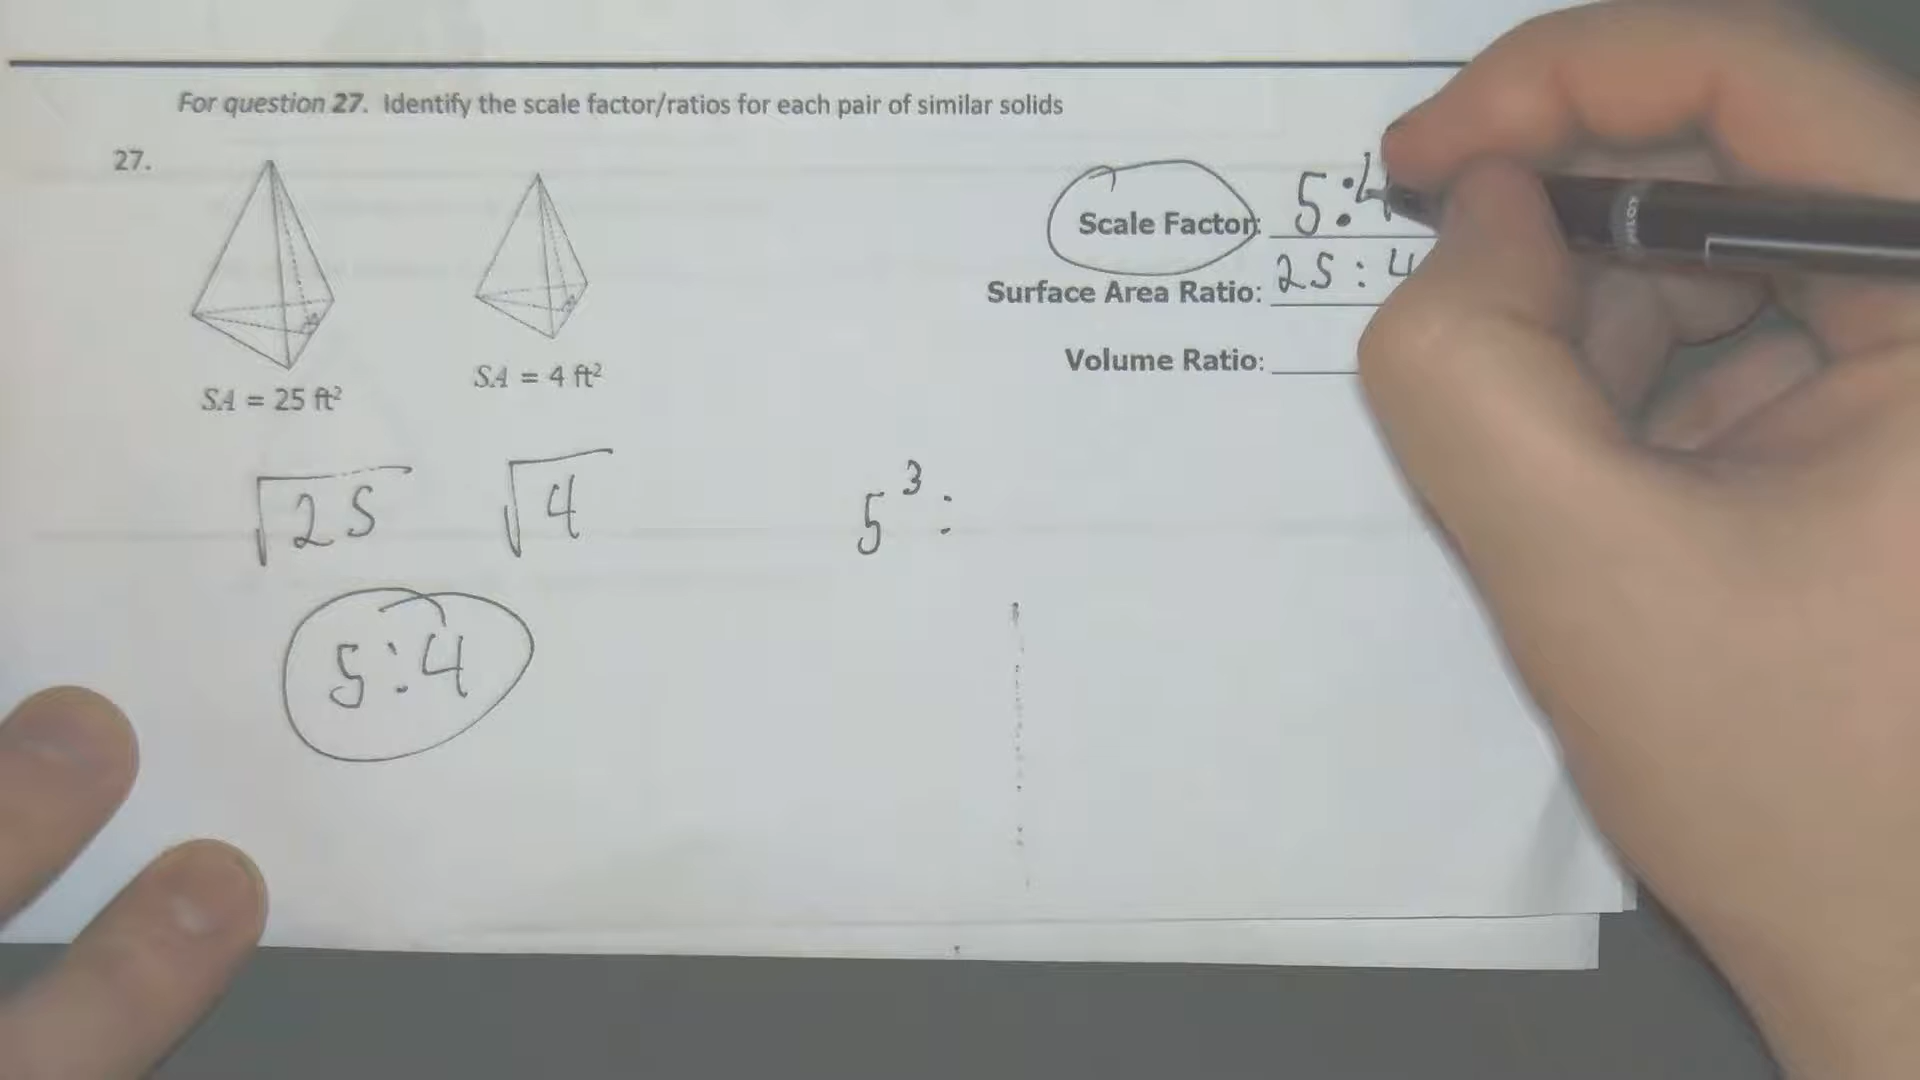 For question 27. Identify the scale factor/ratios for each pair of similar solids
27.
Scale Factor: 5:4
Surface Area Ratio: 25 : 4
Volume Ratio:
SA = 25 ft²
SA = 4 ft²
√25 √4
5³ :
5:4